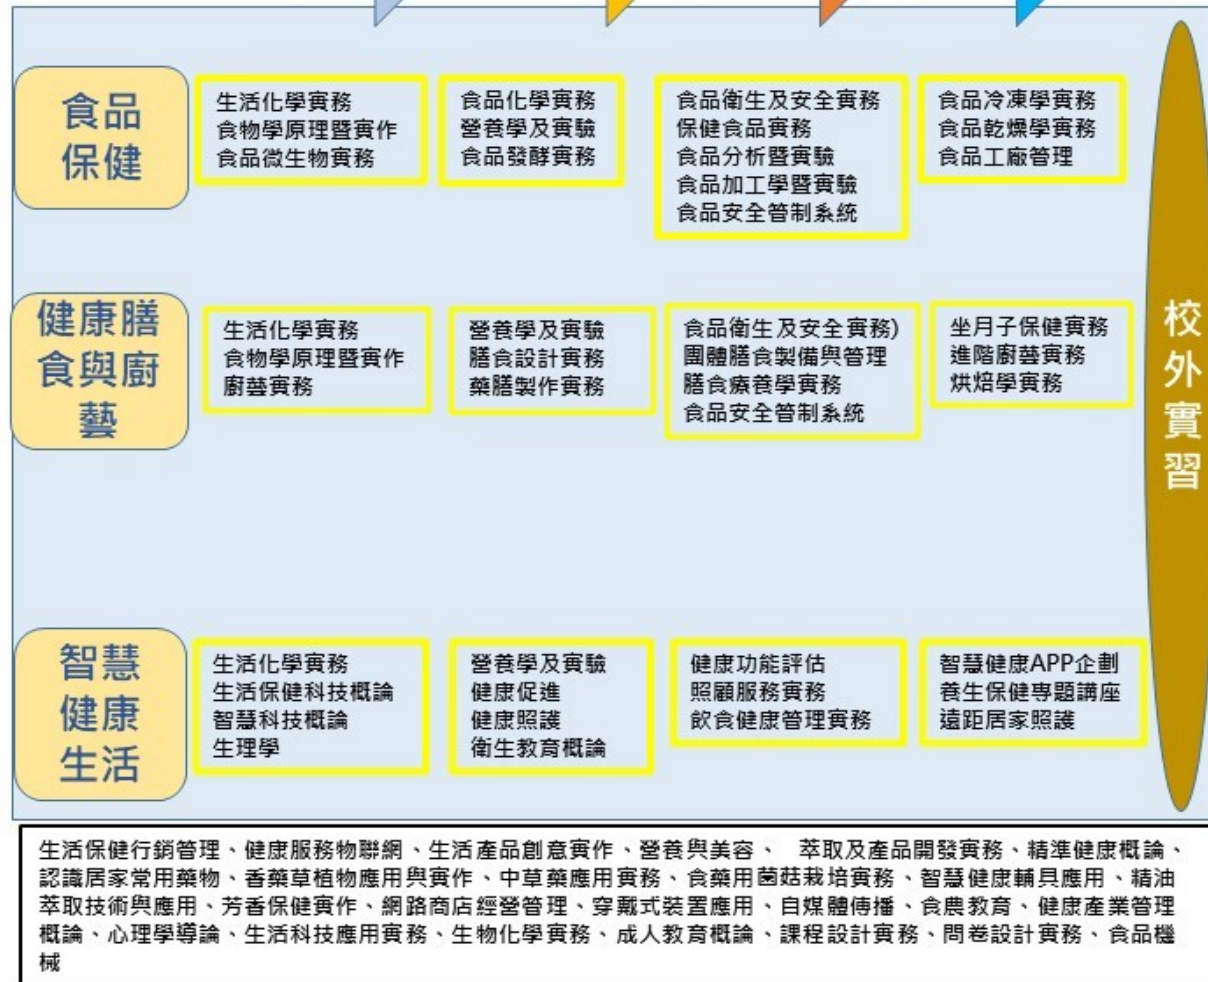 食品
保健
生活化學實務
食物學原理暨實作
食品微生物實務
食品化學實務
營養學及實驗
食品發酵實務
食品衛生及安全實務
保健食品實務
食品分析暨實驗
食品加工學暨實驗
食品安全管制系統
食品冷凍學實務
食品乾燥學實務
食品工廠管理
健康膳
食與廚
藝
生活化學實務
食物學原理暨實作
廚藝實務
營養學及實驗
膳食設計實務
藥膳製作實務
食品衛生及安全實務)
團體膳食製備與管理
膳食療養學實務
食品安全管制系統
坐月子保健實務
進階廚藝實務
烘焙學實務
智慧
健康
生活
生活化學實務
生活保健科技概論
智慧科技概論
生理學
營養學及實驗
健康促進
健康照護
衛生教育概論
健康功能評估
照顧服務實務
飲食健康管理實務
智慧健康APP企劃
養生保健專題講座
遠距居家照護
校外實習
生活保健行銷管理、健康服務物聯網、生活產品創意實作、營養與美容、 萃取及產品開發實務、精準健康概論、
認識居家常用藥物、香藥草植物應用與實作、中草藥應用實務、食藥用菌菇栽培實務、智慧健康輔具應用、精油
萃取技術與應用、芳香保健實作、網路商店經營管理、穿戴式裝置應用、自媒體傳播、食農教育、健康產業管理
概論、心理學導論、生活科技應用實務、生物化學實務、成人教育概論、課程設計實務、問卷設計實務、食品機
械